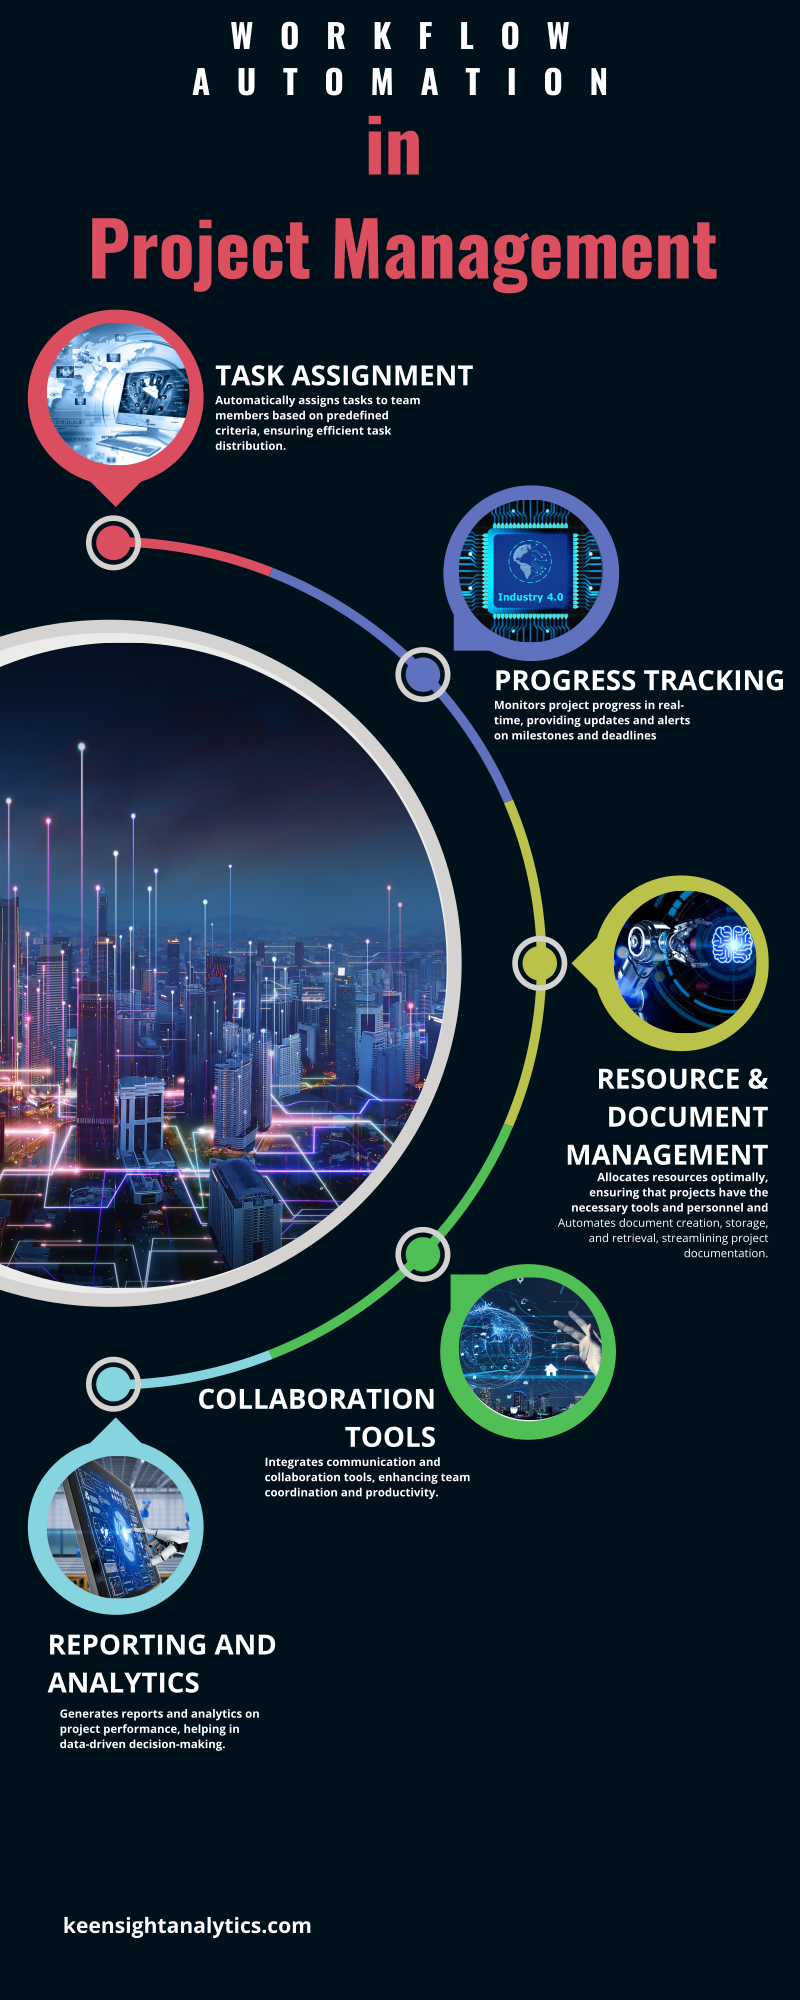 WORKFLOW
AUTOMATION
in
Project Management
TASK ASSIGNMENT
Automatically assigns tasks to team
members based on predefined
criteria, ensuring efficient task
distribution.
Industry 4.0
PROGRESS TRACKING
Monitors project progress in real-
time, providing updates and alerts
on milestones and deadlines
RESOURCE &
DOCUMENT
MANAGEMENT
Allocates resources optimally,
ensuring that projects have the
necessary tools and personnel and
Automates document creation, storage,
and retrieval, streamlining project
documentation.
COLLABORATION
TOOLS
Integrates communication and
collaboration tools, enhancing team
coordination and productivity.
REPORTING AND
ANALYTICS
Generates reports and analytics on
project performance, helping in
data-driven decision-making.
keensightanalytics.com